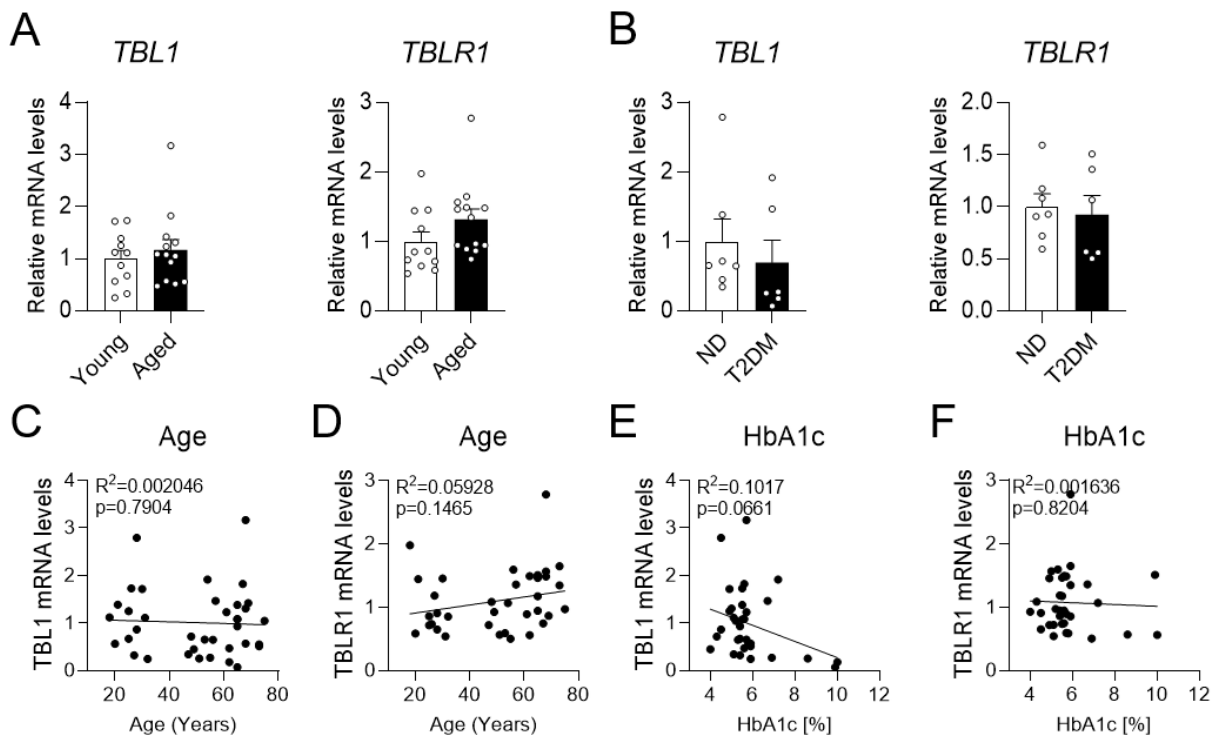 A
TBL1
Relative mRNA levels
4
3
2
1
0
Young
Aged
TBLR1
Relative mRNA levels
3
2
1
0
Young
Aged
B
TBL1
Relative mRNA levels
3
2
1
0
ND
T2DM
TBLR1
Relative mRNA levels
2.0
1.5
1.0
0.5
0.0
ND
T2DM
C
Age
R²=0.002046
p=0.7904
TBL1 mRNA levels
4
3
2
1
0
20 40 60 80
Age (Years)
D
Age
R²=0.05928
p=0.1465
TBLR1 mRNA levels
3
2
1
0
20 40 60 80
Age (Years)
E
HbA1c
R²=0.1017
p=0.0661
TBL1 mRNA levels
4
3
2
1
0
4 6 8 10 12
HbA1c [%]
F
HbA1c
R²=0.001636
p=0.8204
TBLR1 mRNA levels
3
2
1
0
4 6 8 10 12
HbA1c [%]